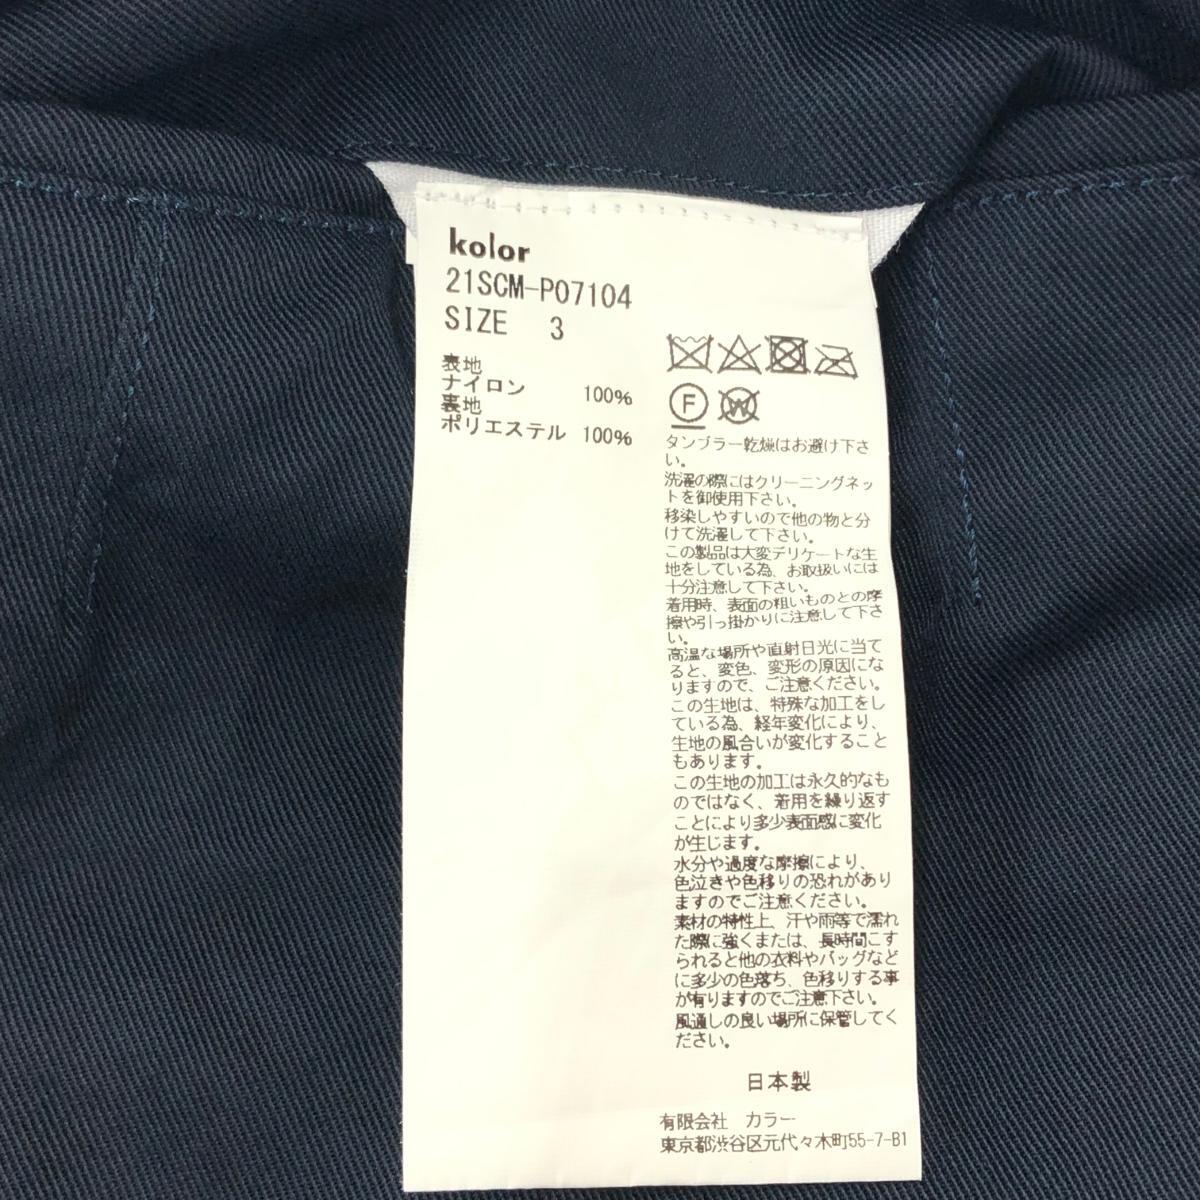 kolor
21SCM-P07104
SIZE 3
表地
ナイロン 100%
裏地
ポリエステル 100%
F
W
タンブラー乾燥はお避け下さ
い。
洗濯の際にはクリーニングネッ
トを御使用下さい。
移染しやすいので他の物と分
けて洗濯して下さい。
この製品は大変デリケートな生
地をしている為、お取扱いには
十分注意して下さい。
着用時、表面の粗いものとの摩
擦や引っ掛かりに注意して下さ
い。
高温な場所や直射日光に当て
ると、変色、変形の原因にな
りますので、ご注意ください。
この生地は、特殊な加工をし
ている為、経年変化により、
生地の風合いが変化すること
もあります。
この生地の加工は永久的なも
のではなく、着用を繰り返す
ことにより多少表面感に変化
が生じます。
水分や過度な摩擦により、
色泣きや色移りの恐れがあり
ますのでご注意ください。
素材の特性上、汗や雨等で濡れ
た際に強くまたは、長時間こす
られると他の衣料やバッグなど
に多少の色落ち、色移りする事
が有りますのでご注意下さい。
風通しの良い場所に保管してく
ださい。
日本製
有限会社 カラー
東京都渋谷区元代々木町55-7-B1